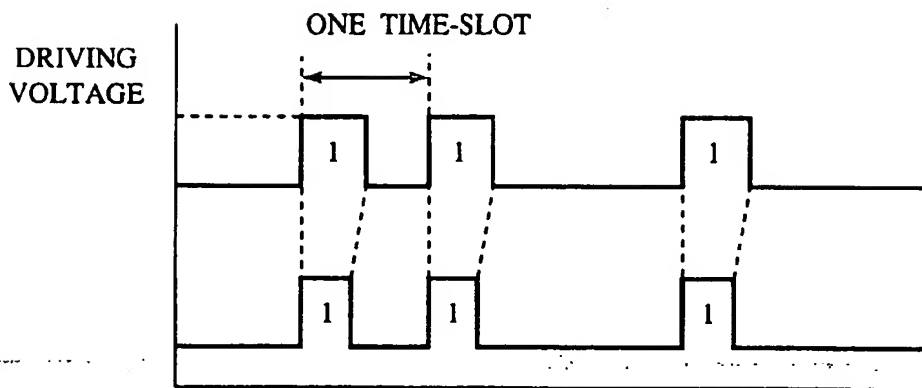 ONE TIME-SLOT
DRIVING
VOLTAGE
1 1 1
1 1 1